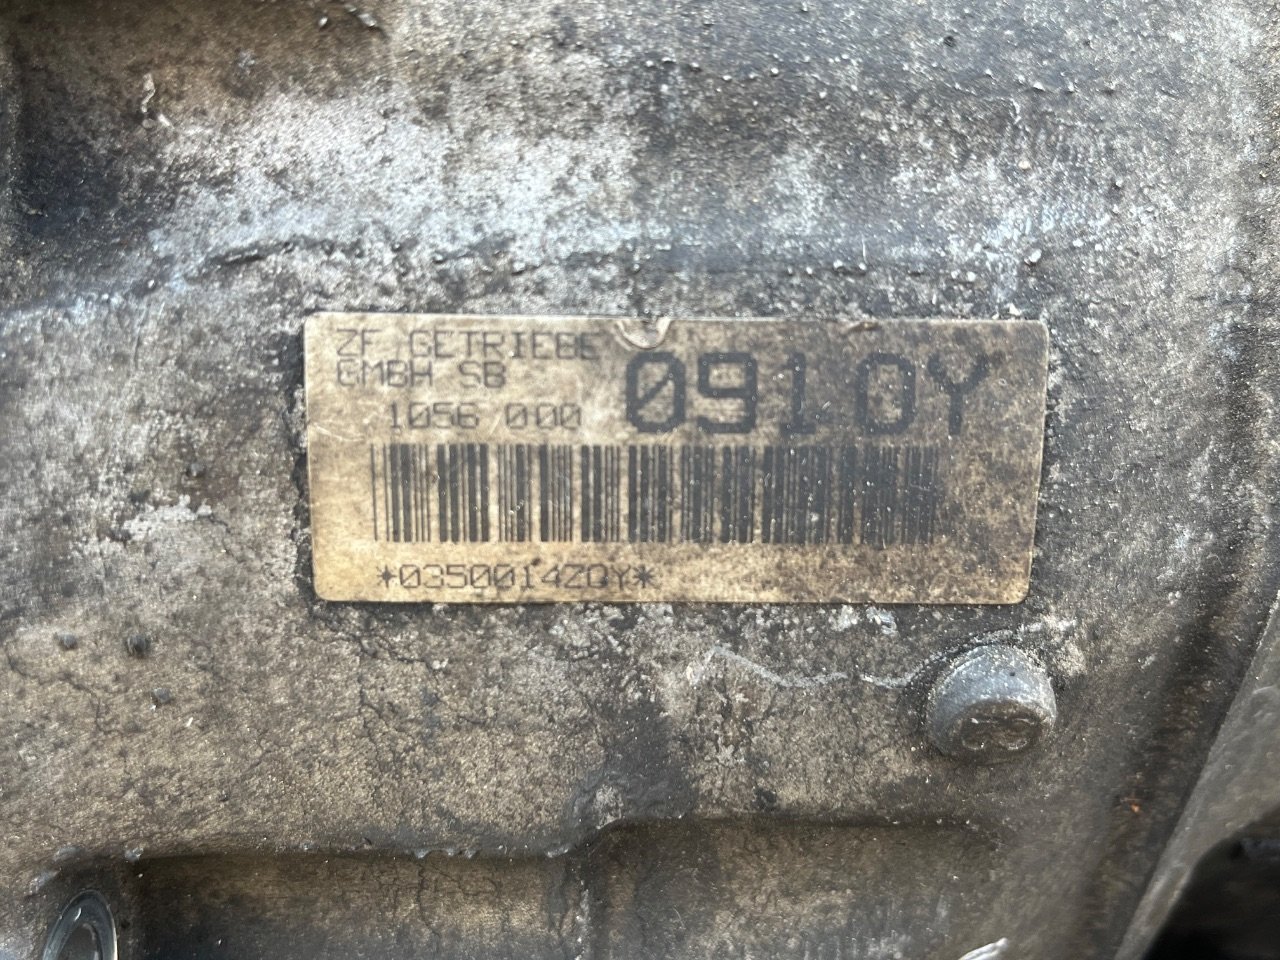 ZF GETRIEBE
GMBH SB
1056 000
0910Y
*0350014ZQY*